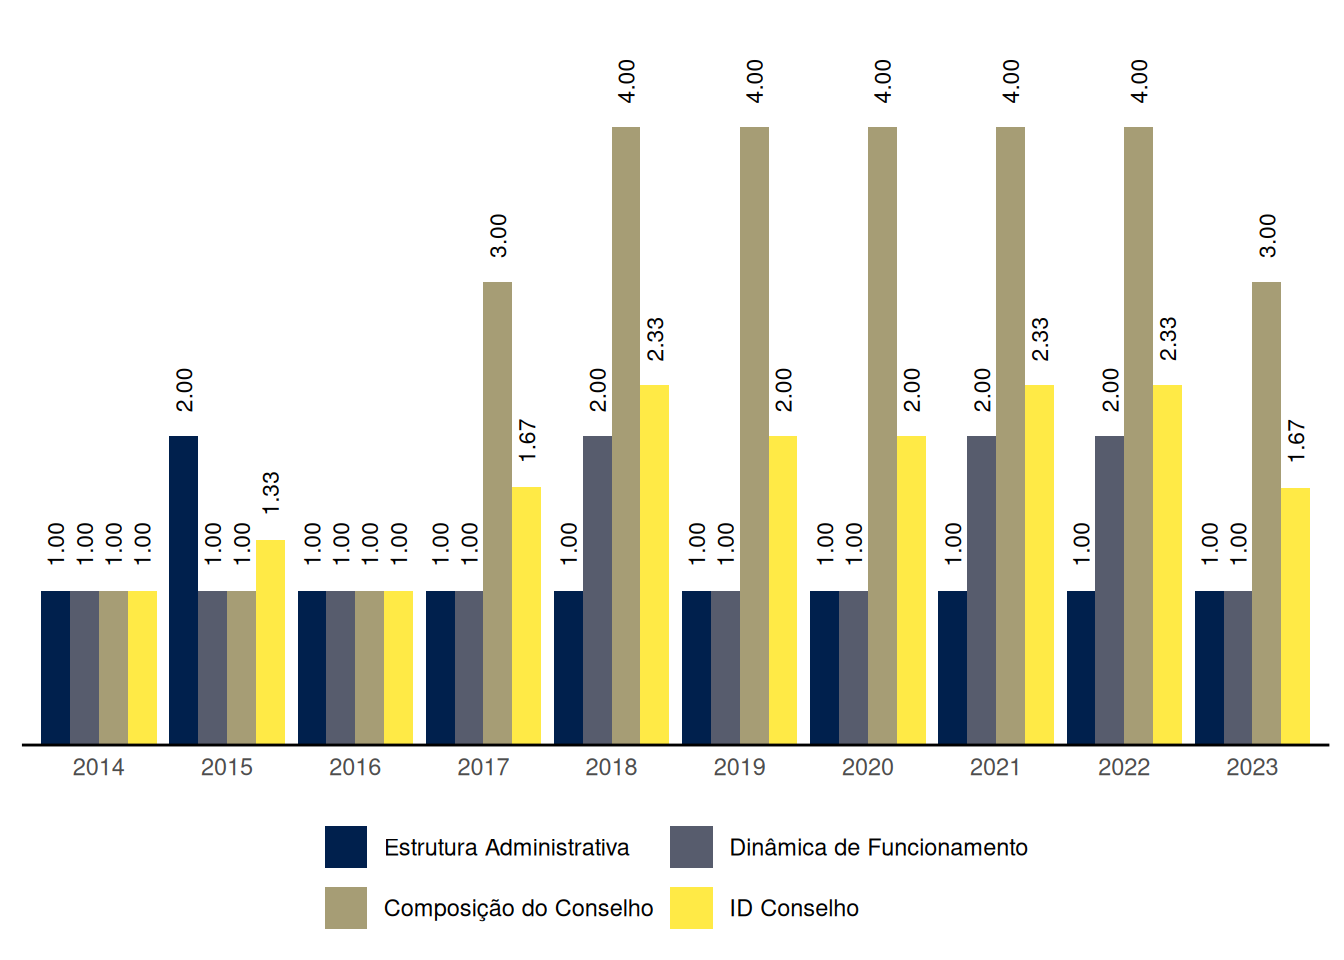 4.00 4.00 4.00 4.00 4.00
3.00 3.00
2.33 2.33 2.33
2.00 2.00 2.00 2.00 2.00 2.00
1.67 1.67
1.33
1.00 1.00 1.00 1.00 1.00 1.00 1.00 1.00 1.00 1.00 1.00 1.00 1.00 1.00 1.00 1.00 1.00 1.00 1.00 1.00 1.00
2014 2015 2016 2017 2018 2019 2020 2021 2022 2023
Estrutura Administrativa Dinâmica de Funcionamento
Composição do Conselho ID Conselho